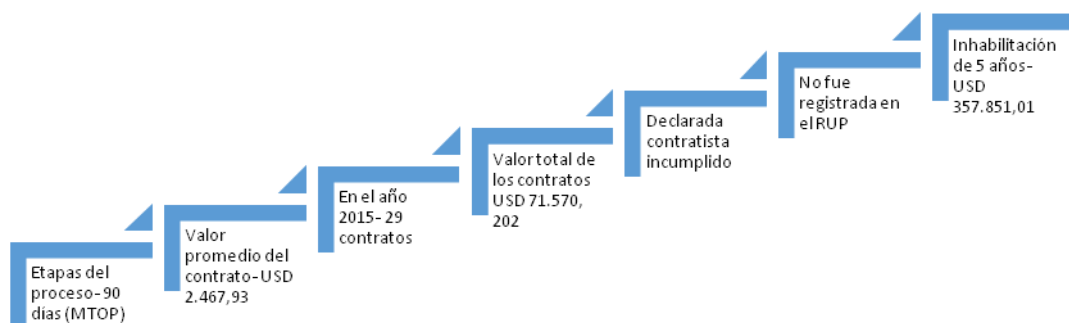 Etapas del
proceso-90
días (MTOP)
Valor
promedio del
contrato-USD
2.467,93
En el año
2015- 29
contratos
Valor total de
los contratos
USD 71.570,
202
Declarada
contratista
incumplido
No fue
registrada en
el RUP
Inhabilitación
de 5 años-
USD
357.851,01